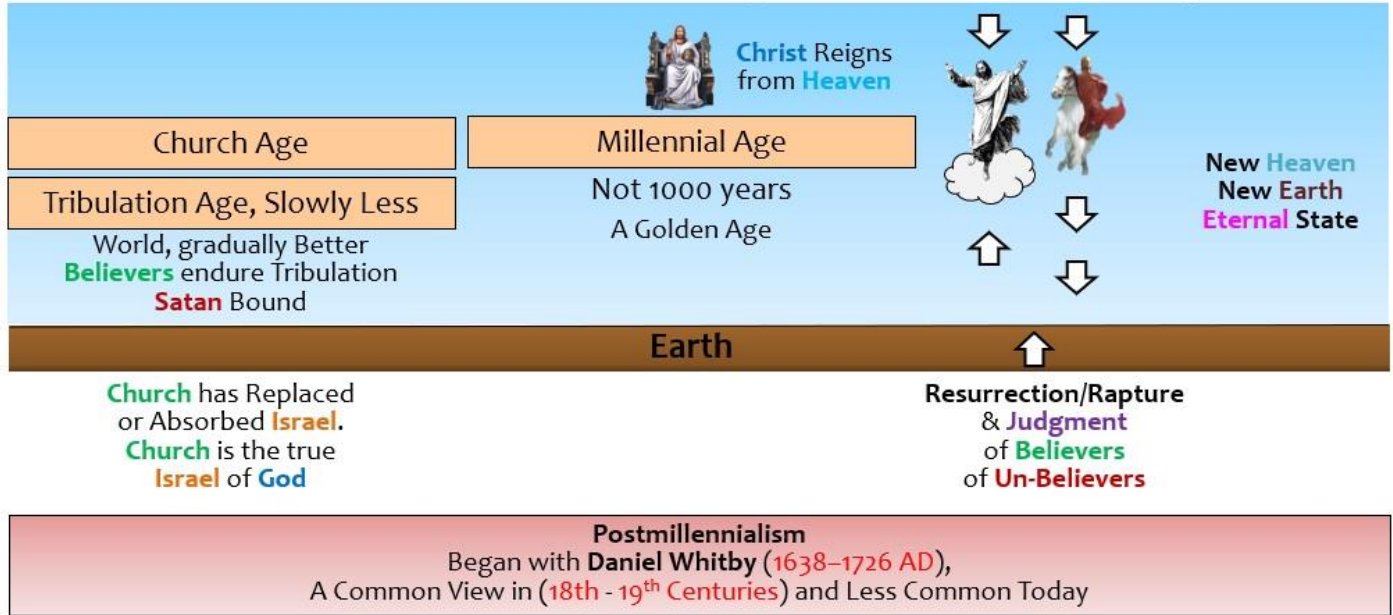 Christ Reigns
from Heaven
Church Age
Tribulation Age, Slowly Less
World, gradually Better
Believers endure Tribulation
Satan Bound
Millennial Age
Not 1000 years
A Golden Age
New Heaven
New Earth
Eternal State
Earth
Church has Replaced
or Absorbed Israel.
Church is the true
Israel of God
Resurrection/Rapture
& Judgment
of Believers
of Un-Believers
Postmillennialism
Began with Daniel Whitby (1638–1726 AD),
A Common View in (18th - 19th Centuries) and Less Common Today